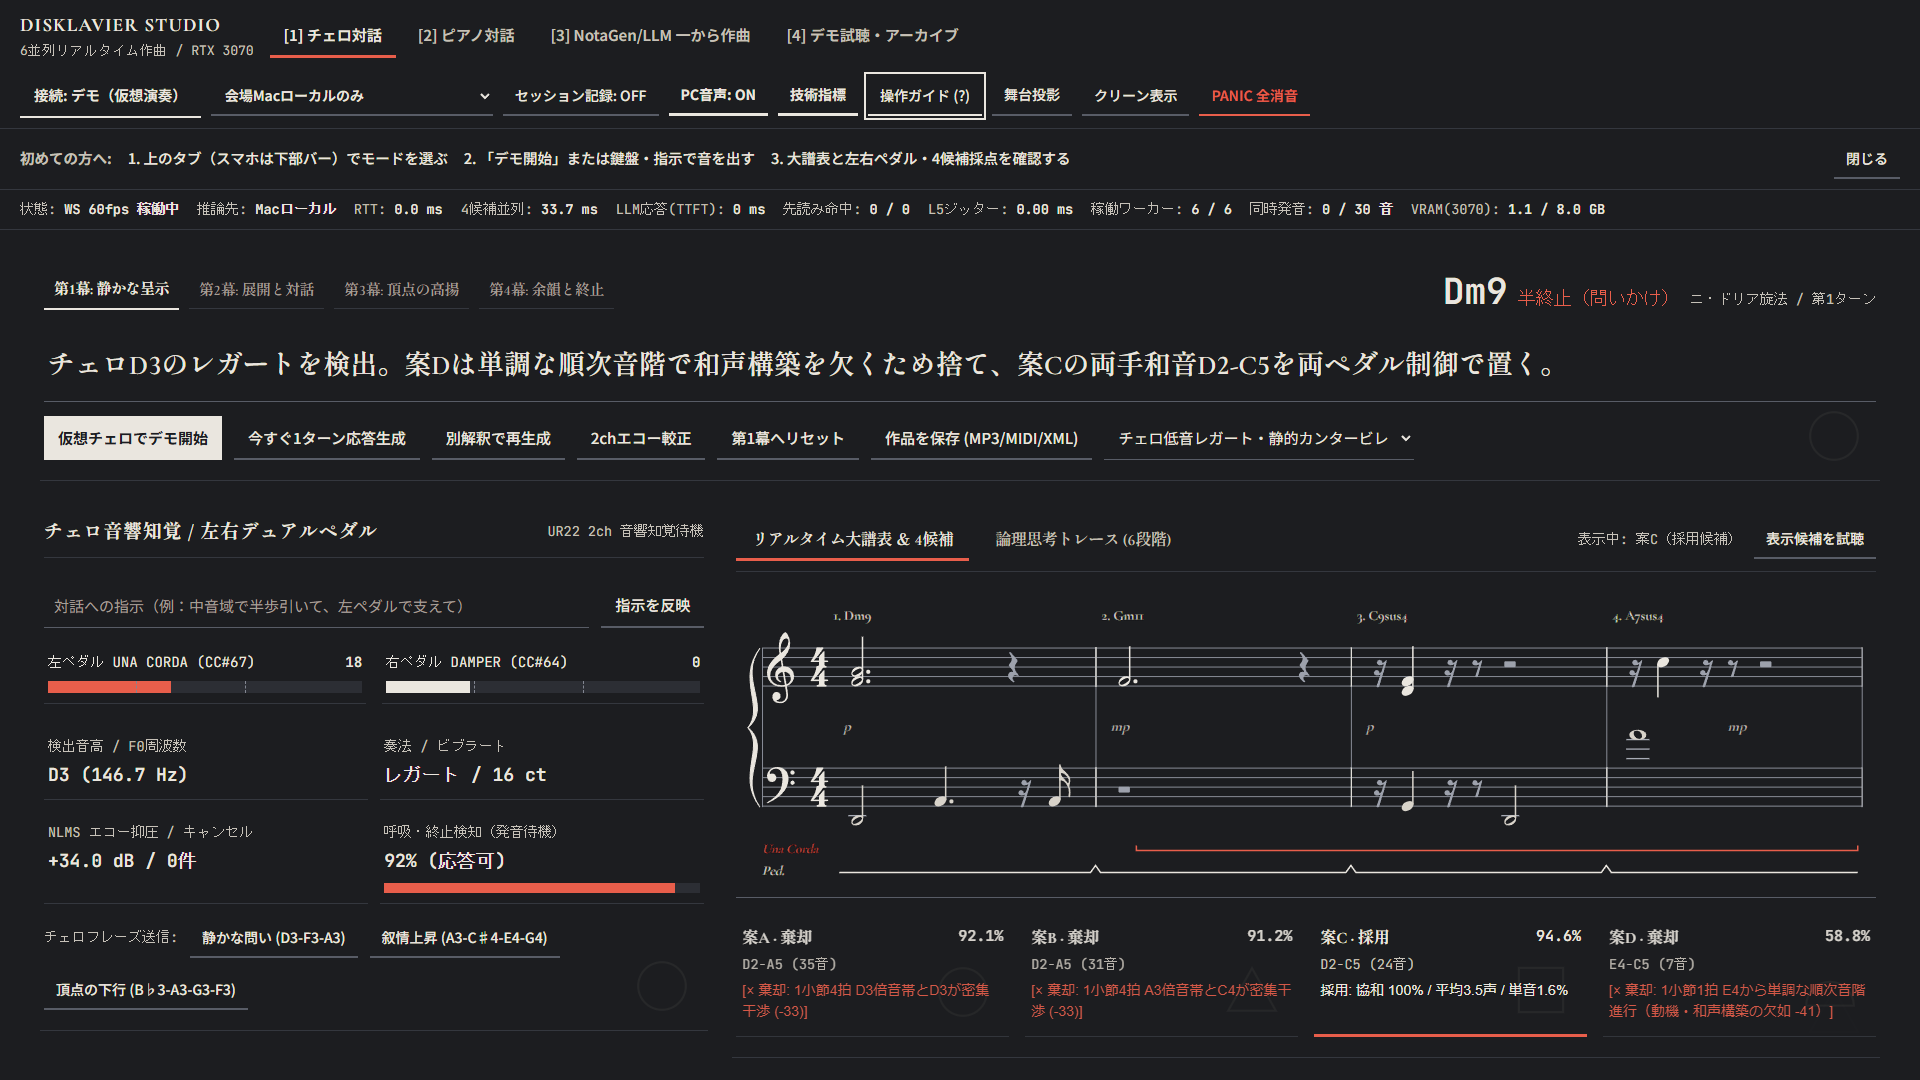 DISKLAVIER STUDIO
6並列リアルタイム作曲 / RTX 3070
[1] チェロ対話
[2] ピアノ対話
[3] NotaGen/LLM 一から作曲
[4] デモ試聴・アーカイブ
接続: デモ（仮想演奏）
会場Macローカルのみ
セッション記録: OFF
PC音声: ON
技術指標
操作ガイド (?)
舞台投影
クリーン表示
PANIC 全消音
初めての方へ: 1. 上のタブ（スマホは下部バー）でモードを選ぶ 2. 「デモ開始」または鍵盤・指示で音を出す 3. 大譜表と左右ペダル・4候補採点を確認する
閉じる
状態: WS 60fps 稼働中 推論先: Macローカル RTT: 0.0 ms 4候補並列: 33.7 ms LLM応答(TTFT): 0 ms 先読み命中: 0 / 0 L5ジッター: 0.00 ms 稼働ワーカー: 6 / 6 同時発音: 0 / 30 音 VRAM(3070): 1.1 / 8.0 GB
第1幕: 静かな呈示
第2幕: 展開と対話
第3幕: 頂点の高揚
第4幕: 余韻と終止
Dm9 半終止（問いかけ） ニ・ドリア旋法 / 第1ターン
チェロD3のレガートを検出。案Dは単調な順次音階で和声構築を欠くため捨て、案Cの両手和音D2-C5を両ペダル制御で置く。
仮想チェロでデモ開始
今すぐ1ターン応答生成
別解釈で再生成
2chエコー較正
第1幕へリセット
作品を保存 (MP3/MIDI/XML)
チェロ低音レガート・静的カンタービレ
チェロ音響知覚 / 左右デュアルペダル
UR22 2ch 音響知覚待機
対話への指示（例：中音域で半歩引いて、左ペダルで支えて）
指示を反映
左ペダル UNA CORDA (CC#67) 18
右ペダル DAMPER (CC#64) 0
検出音高 / F0周波数
D3 (146.7 Hz)
奏法 / ビブラート
レガート / 16 ct
NLMS エコー抑圧 / キャンセル
+34.0 dB / 0件
呼吸・終止検知（発音待機）
92% (応答可)
チェロフレーズ送信:
静かな問い (D3-F3-A3)
叙情上昇 (A3-C♯4-E4-G4)
頂点の下行 (B♭3-A3-G3-F3)
リアルタイム大譜表 & 4候補
論理思考トレース (6段階)
表示中: 案C（採用候補）
表示候補を試聴
1. Dm9
2. Gm11
3. C9sus4
4. A7sus4
p
mp
p
mp
Una Corda
Ped.
案A · 棄却 92.1%
D2-A5 (35音)
[× 棄却: 1小節4拍 D3倍音帯とD3が密集
干渉 (-33)]
案B · 棄却 91.2%
D2-A5 (31音)
[× 棄却: 1小節4拍 A3倍音帯とC4が密集干
渉 (-33)]
案C · 採用 94.6%
D2-C5 (24音)
採用: 協和 100% / 平均3.5声 / 単音1.6%
案D · 棄却 58.8%
E4-C5 (7音)
[× 棄却: 1小節1拍 E4から単調な順次音階
進行（動機・和声構築の欠如 -41）]